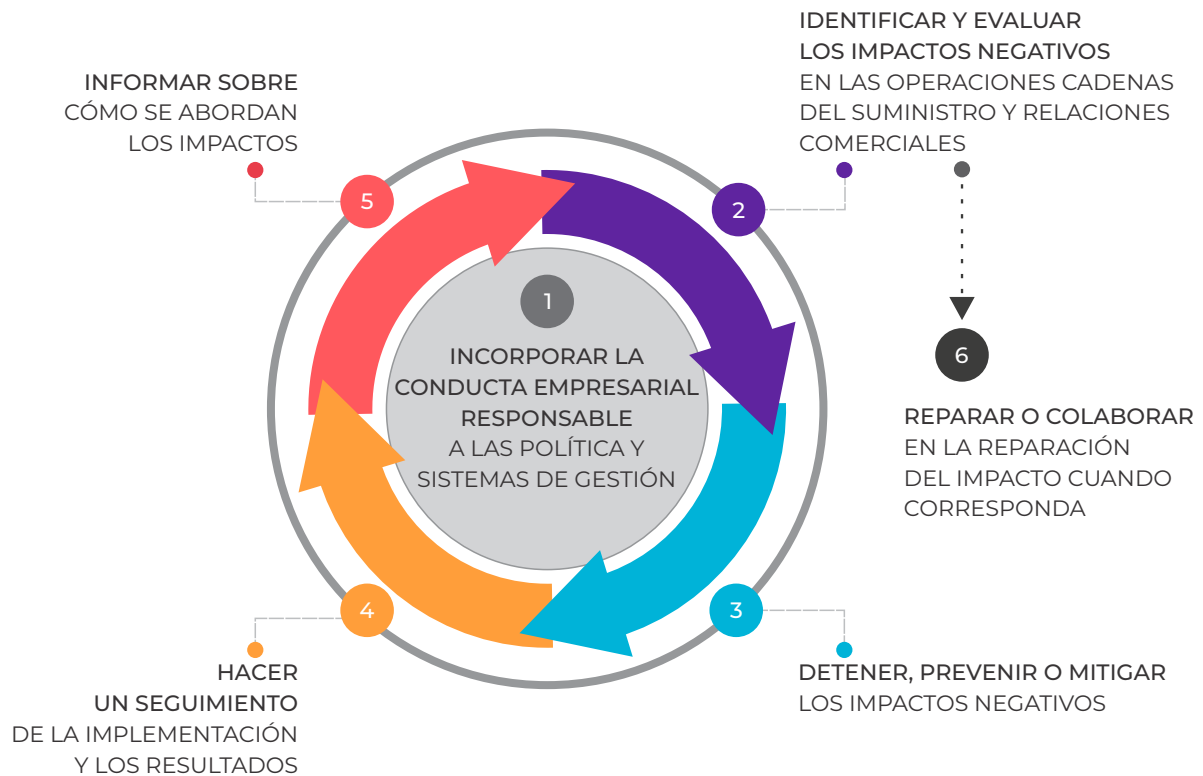 1
INCORPORAR LA
CONDUCTA EMPRESARIAL
RESPONSABLE
A LAS POLÍTICA Y
SISTEMAS DE GESTIÓN
2
IDENTIFICAR Y EVALUAR
LOS IMPACTOS NEGATIVOS
EN LAS OPERACIONES CADENAS
DEL SUMINISTRO Y RELACIONES
COMERCIALES
3
DETENER, PREVENIR O MITIGAR
LOS IMPACTOS NEGATIVOS
4
HACER
UN SEGUIMIENTO
DE LA IMPLEMENTACIÓN
Y LOS RESULTADOS
5
INFORMAR SOBRE
CÓMO SE ABORDAN
LOS IMPACTOS
6
REPARAR O COLABORAR
EN LA REPARACIÓN
DEL IMPACTO CUANDO
CORRESPONDA